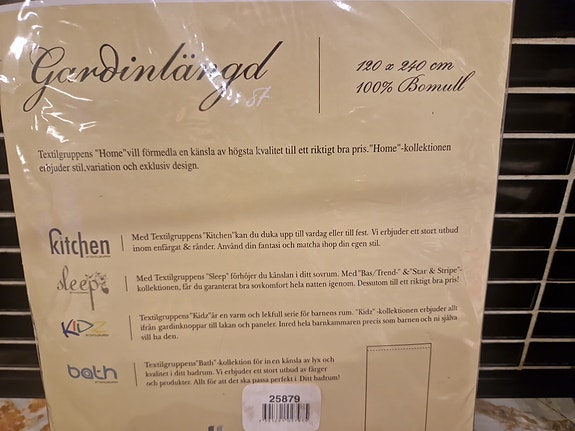 Gardinlängd
st
120 x 240 cm
100% Bomull
Textilgruppens "Home"vill förmedla en känsla av högsta kvalitet till ett riktigt bra pris."Home"-kollektionen
erbjuder stil,variation och exklusiv design.
kitchen
Med Textilgruppens"Kitchen"kan du duka upp till vardag eller till fest. Vi erbjuder ett stort utbud
inom enfärgat & ränder. Använd din fantasi och matcha ihop din egen stil.
sleep
Med Textilgruppens "Sleep" förhöjer du känslan i ditt sovrum. Med "Bas/Trend-" &"Star & Stripe"-
kollektionen, får du garanterat bra sovkomfort hela natten igenom. Dessutom till ett riktigt bra pris!
KIDZ
Textilgruppens"Kidz"är en varm och lekfull serie för barnens rum. "Kidz"-kollektionen erbjuder allt
ifrån gardinknoppar till lakan och paneler. Inred hela barnkammaren precis som barnen och ni själva
vill ha den.
bath
Textilgruppens"Bath"-kollektion för in en känsla av lyx och
kvalitet i ditt badrum. Vi erbjuder ett stort utbud av färger
och produkter. Allt för att det ska passa perfekt i Ditt badrum!
25879